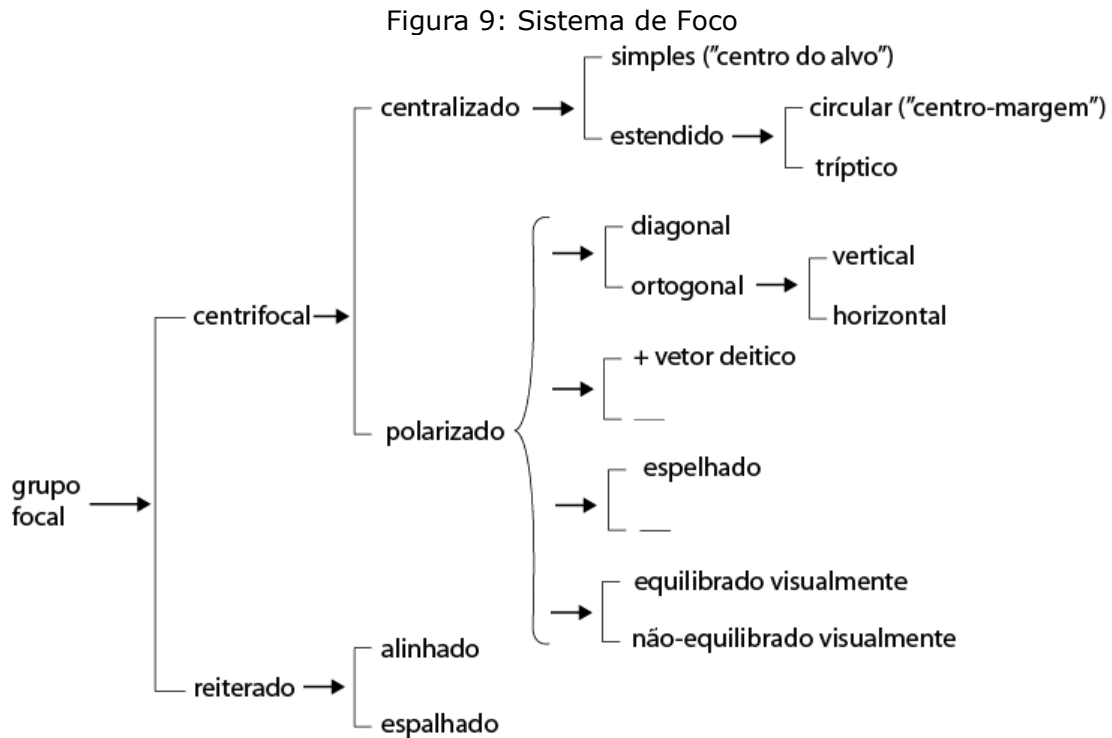 Figura 9: Sistema de Foco
simples ("centro do alvo")
centralizado
circular ("centro-margem")
estendido
tríptico
diagonal
vertical
ortogonal
centrifocal
horizontal
+ vetor deitico
polarizado
espelhado
grupo
focal
equilibrado visualmente
não-equilibrado visualmente
alinhado
reiterado
espalhado